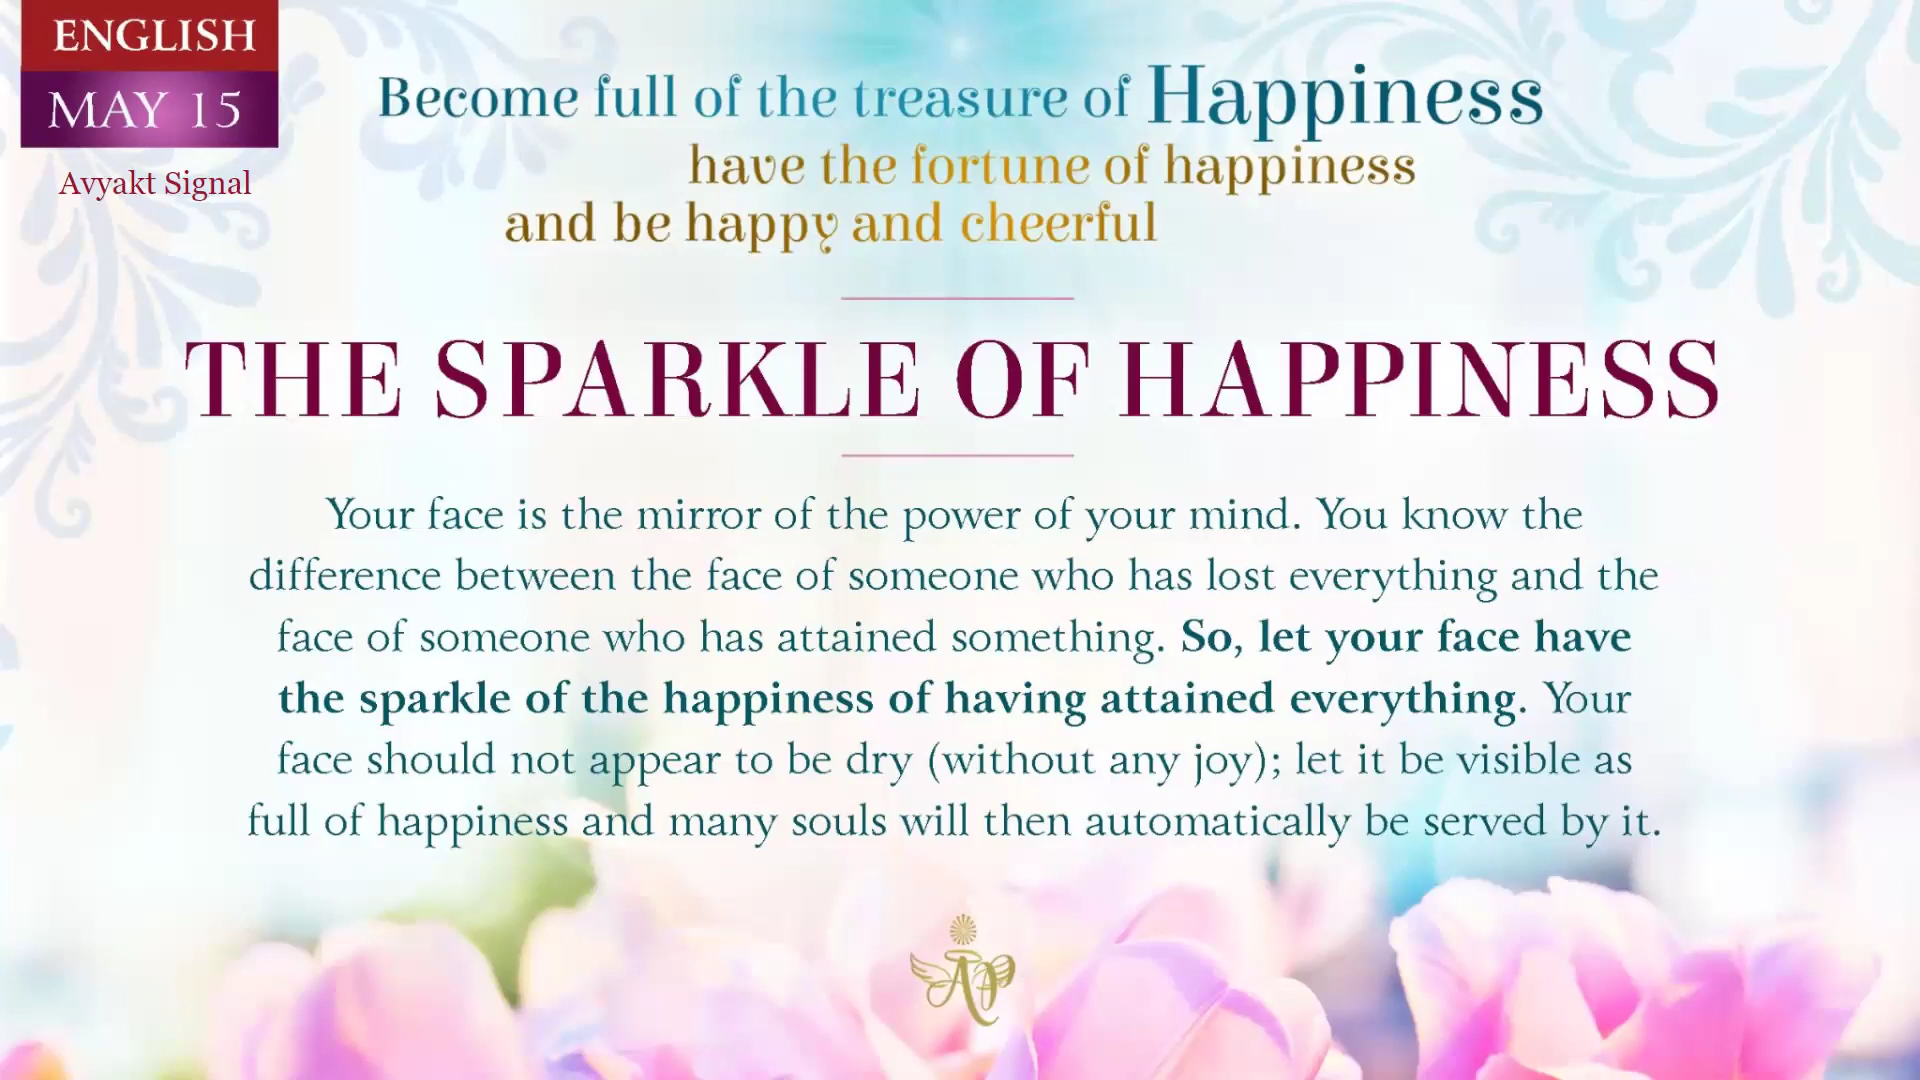 ENGLISH
MAY 15
Avyakt Signal
Become full of the treasure of Happiness
have the fortune of happiness
and be happy and cheerful
THE SPARKLE OF HAPPINESS
Your face is the mirror of the power of your mind. You know the
difference between the face of someone who has lost everything and the
face of someone who has attained something. So, let your face have
the sparkle of the happiness of having attained everything. Your
face should not appear to be dry (without any joy); let it be visible as
full of happiness and many souls will then automatically be served by it.